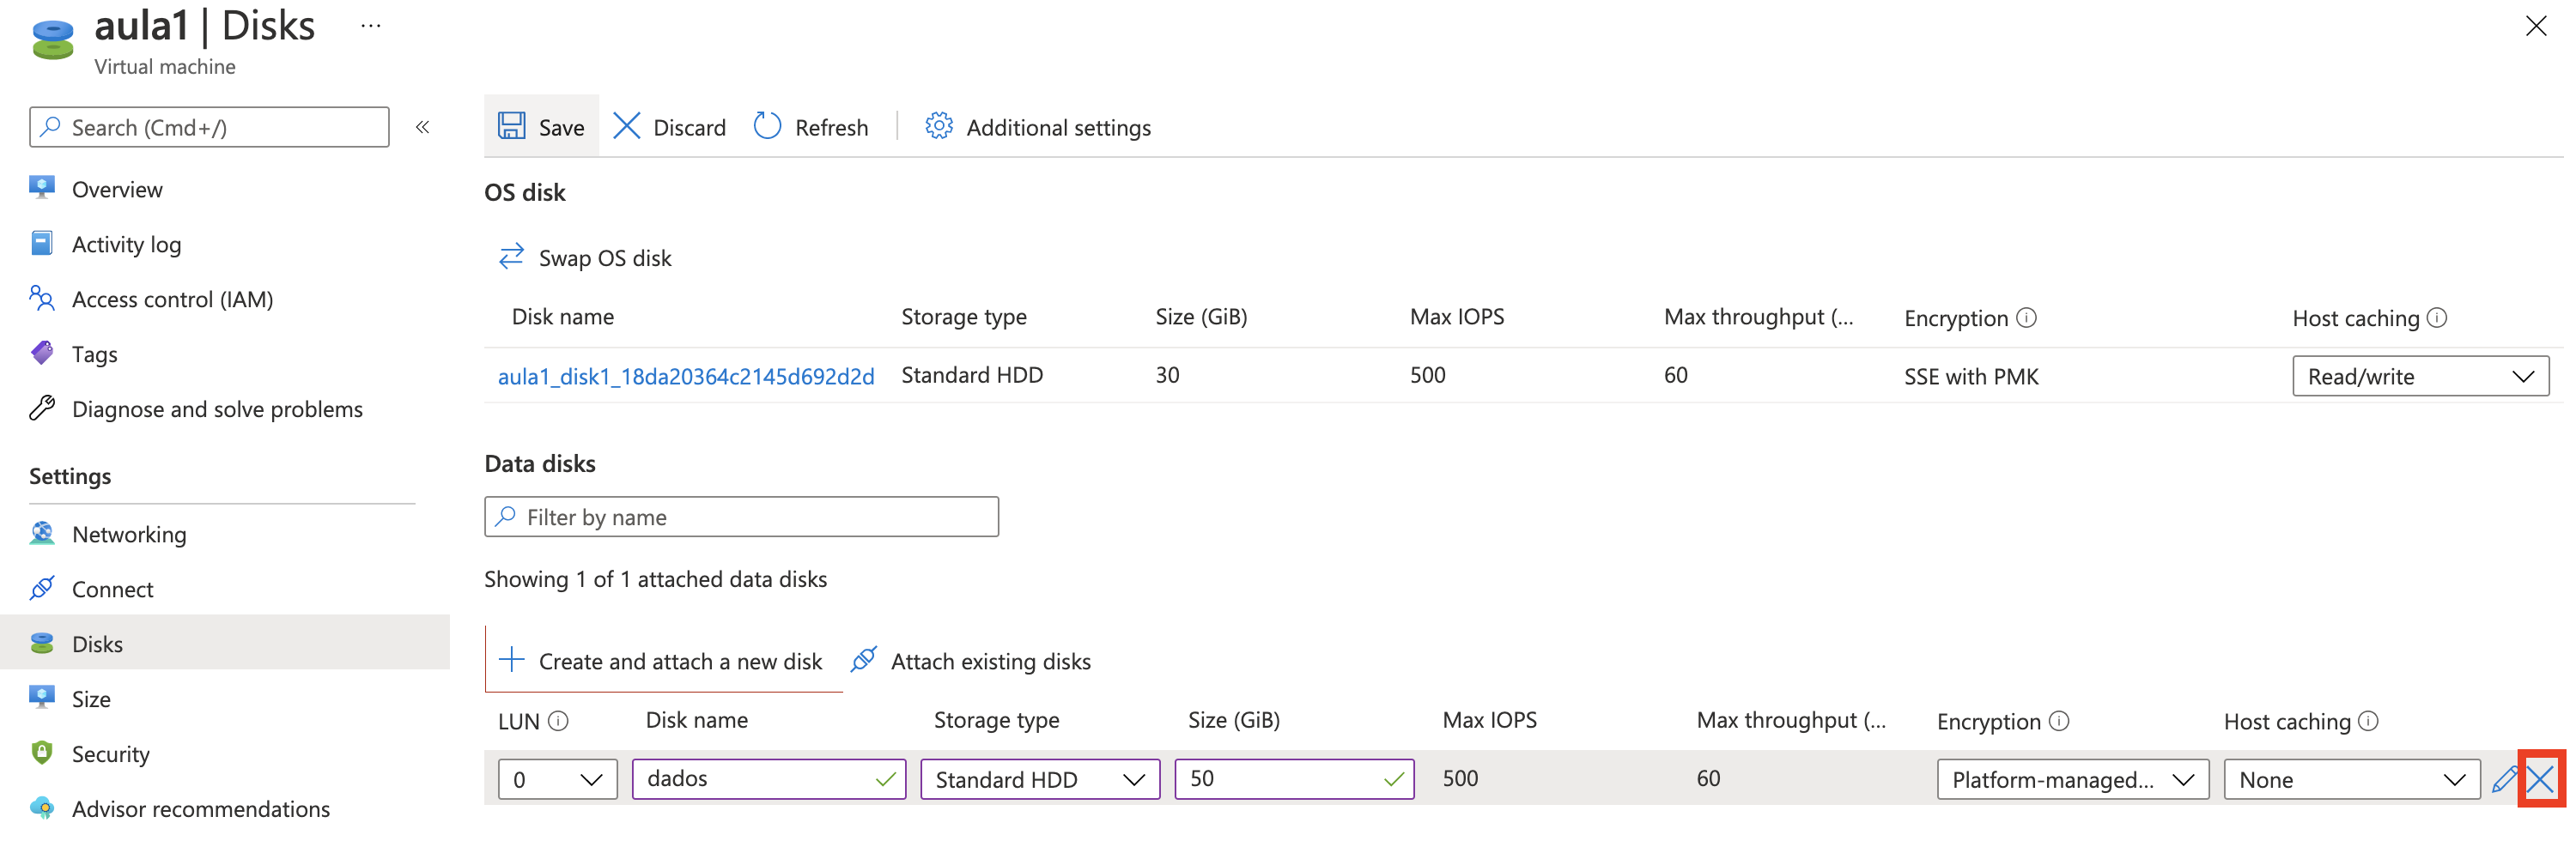 aula1 | Disks ...
Virtual machine
Search (Cmd+/)
«
Save
Discard
Refresh
Additional settings
Overview
Activity log
Access control (IAM)
Tags
Diagnose and solve problems
Settings
Networking
Connect
Disks
Size
Security
Advisor recommendations
OS disk
Swap OS disk
Disk name Storage type Size (GiB) Max IOPS Max throughput (... Encryption Host caching
aula1_disk1_18da20364c2145d692d2d Standard HDD 30 500 60 SSE with PMK Read/write
Data disks
Filter by name
Showing 1 of 1 attached data disks
Create and attach a new disk Attach existing disks
LUN Disk name Storage type Size (GiB) Max IOPS Max throughput (... Encryption Host caching
0 dados Standard HDD 50 500 60 Platform-managed... None